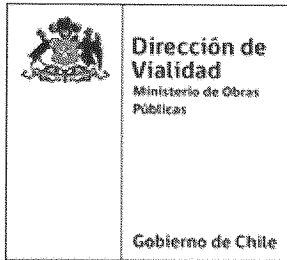 Dirección de
Vialidad
Ministerio de Obras
Públicas
Gobierno de Chile